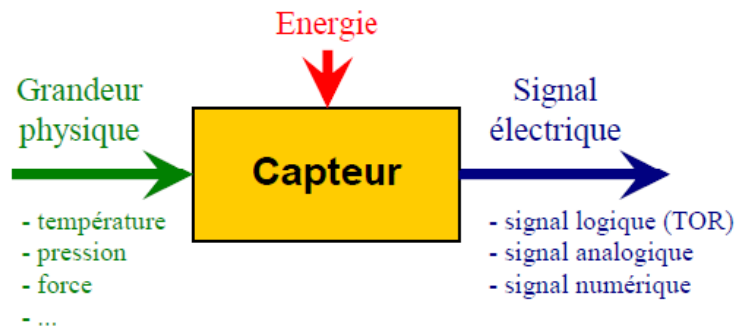 Energie
Grandeur
physique
Signal
électrique
Capteur
- température
- pression
- force
- ...
- signal logique (TOR)
- signal analogique
- signal numérique